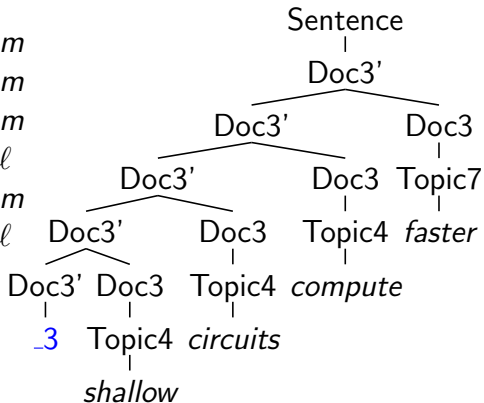 Sentence
m
Doc3'
m
m
Doc3' Doc3
ℓ
Doc3' Doc3 Topic7
m
ℓ
Doc3' Doc3 Topic4 faster
Doc3' Doc3 Topic4 compute
_3 Topic4 circuits
shallow